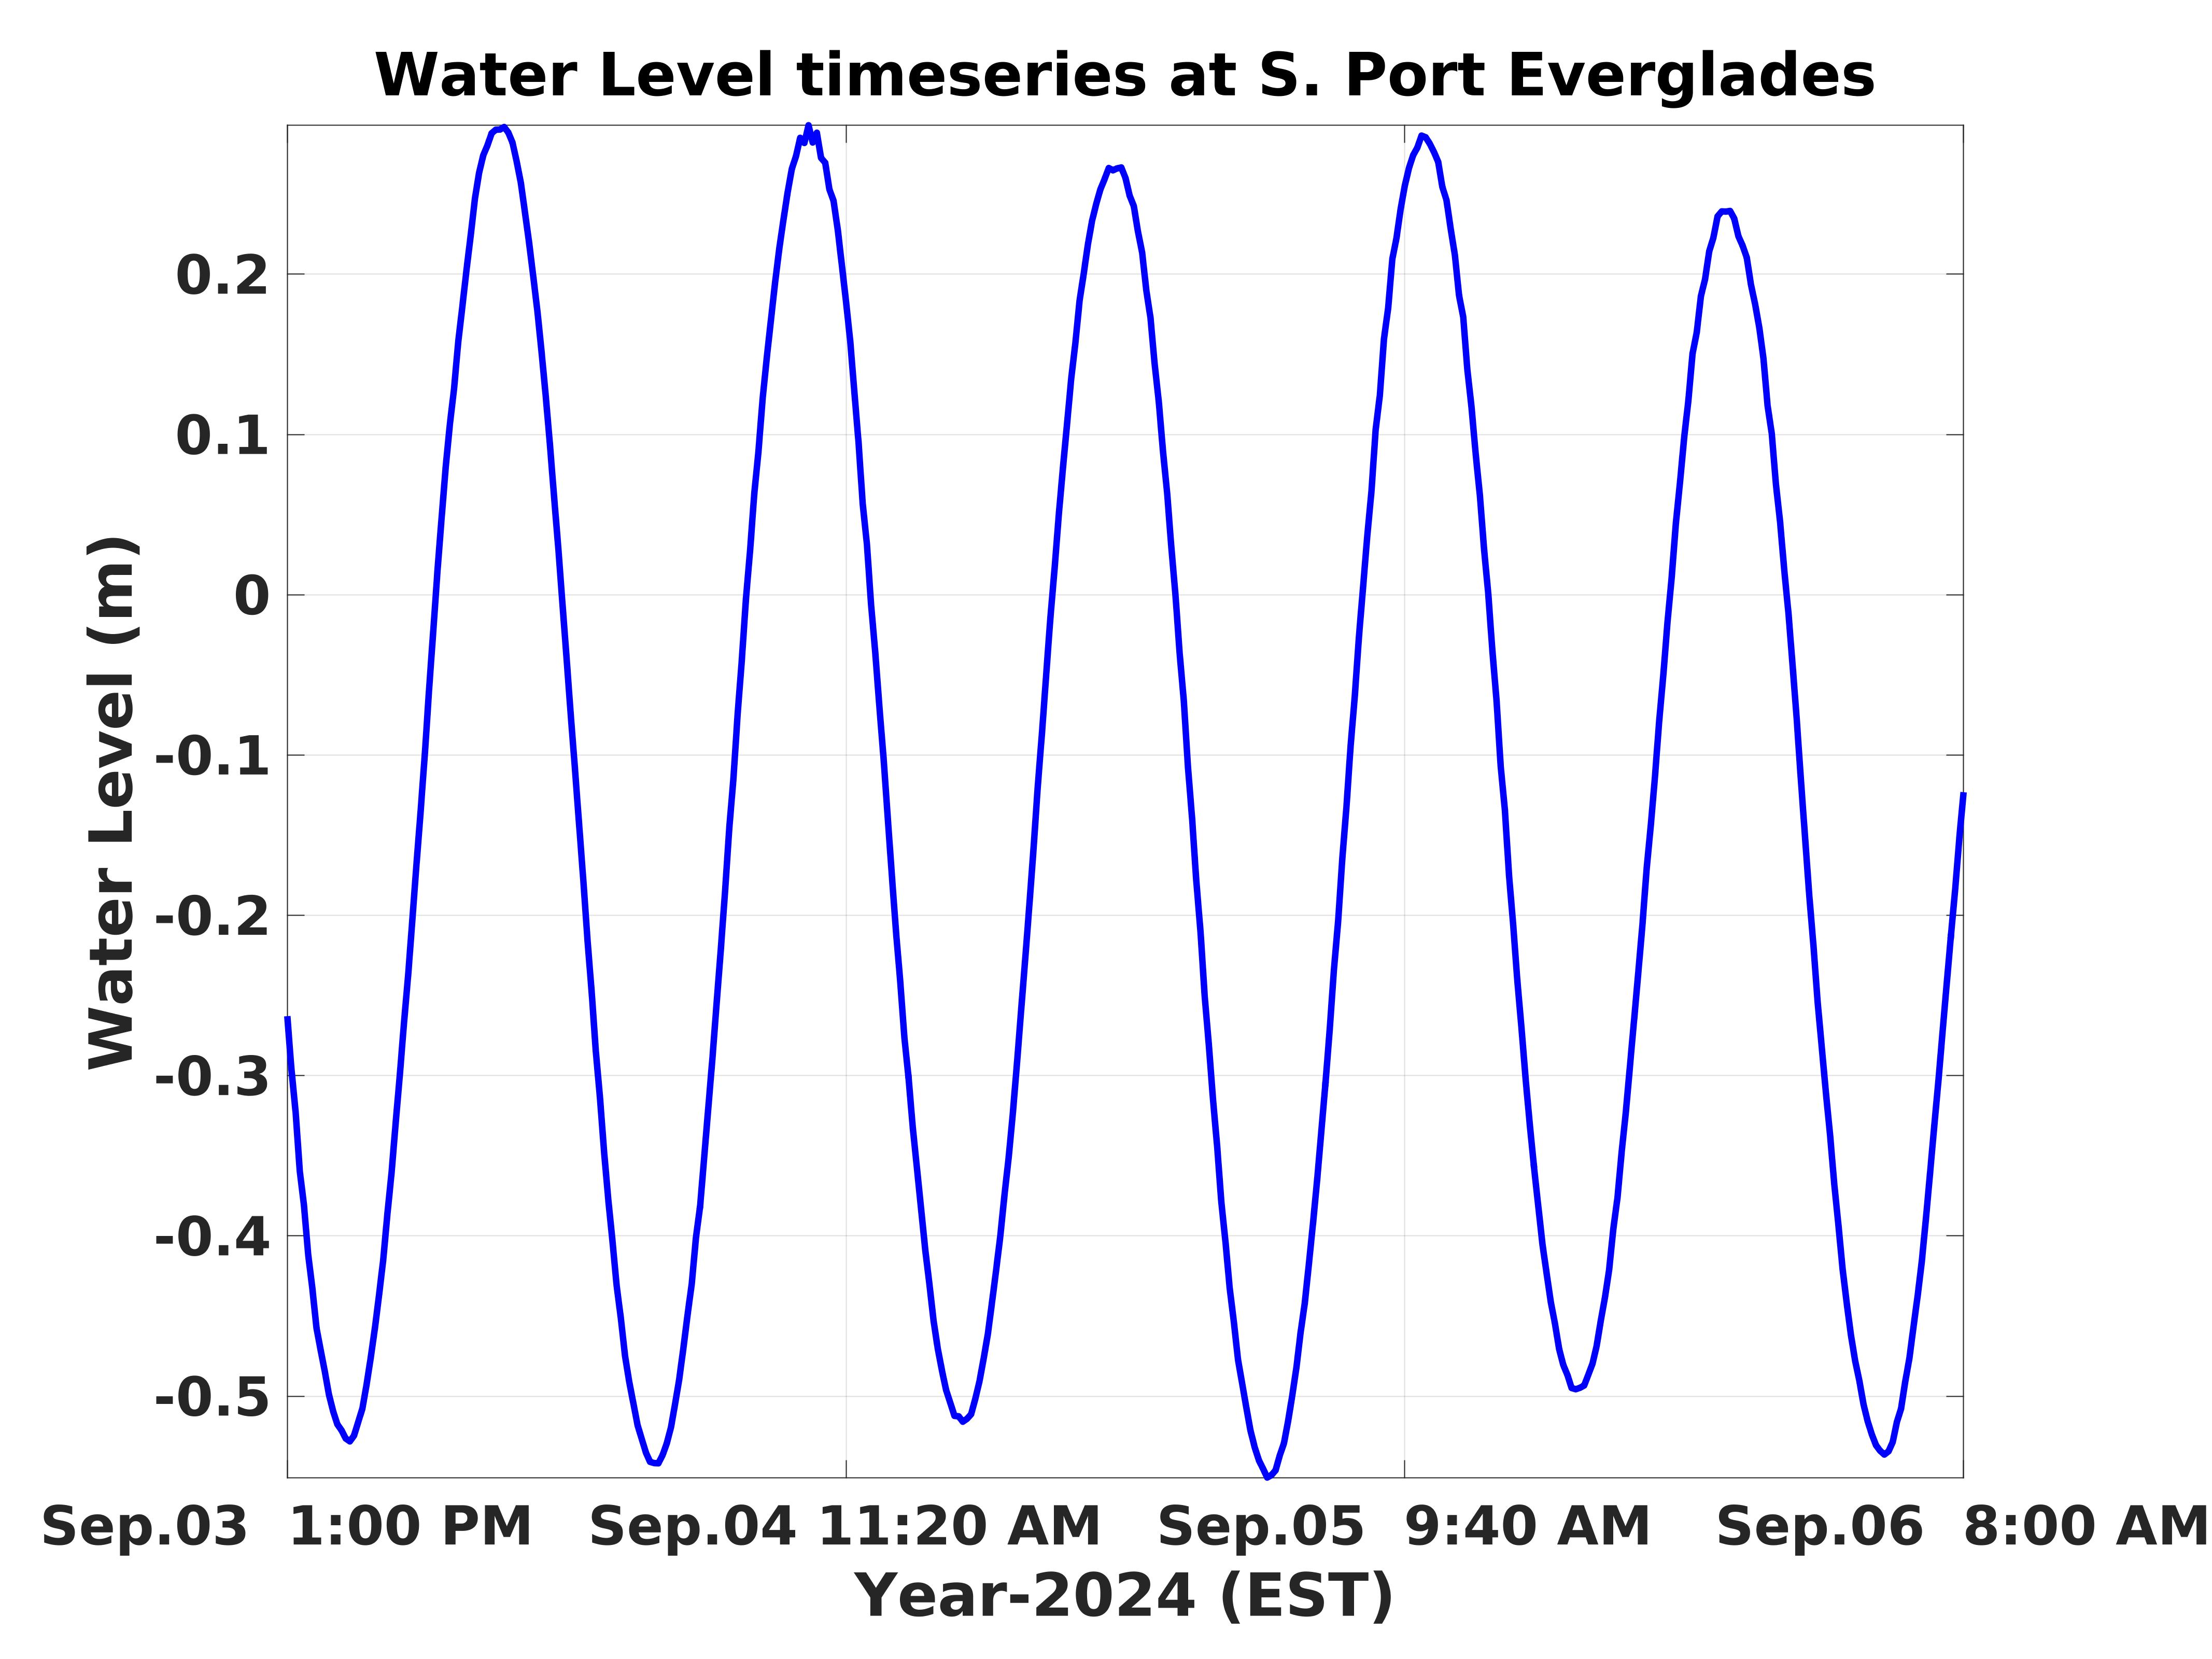 Water Level timeseries at S. Port Everglades
Water Level (m)
0.2
0.1
0
-0.1
-0.2
-0.3
-0.4
-0.5
Sep.03 1:00 PM Sep.04 11:20 AM Sep.05 9:40 AM Sep.06 8:00 AM
Year-2024 (EST)